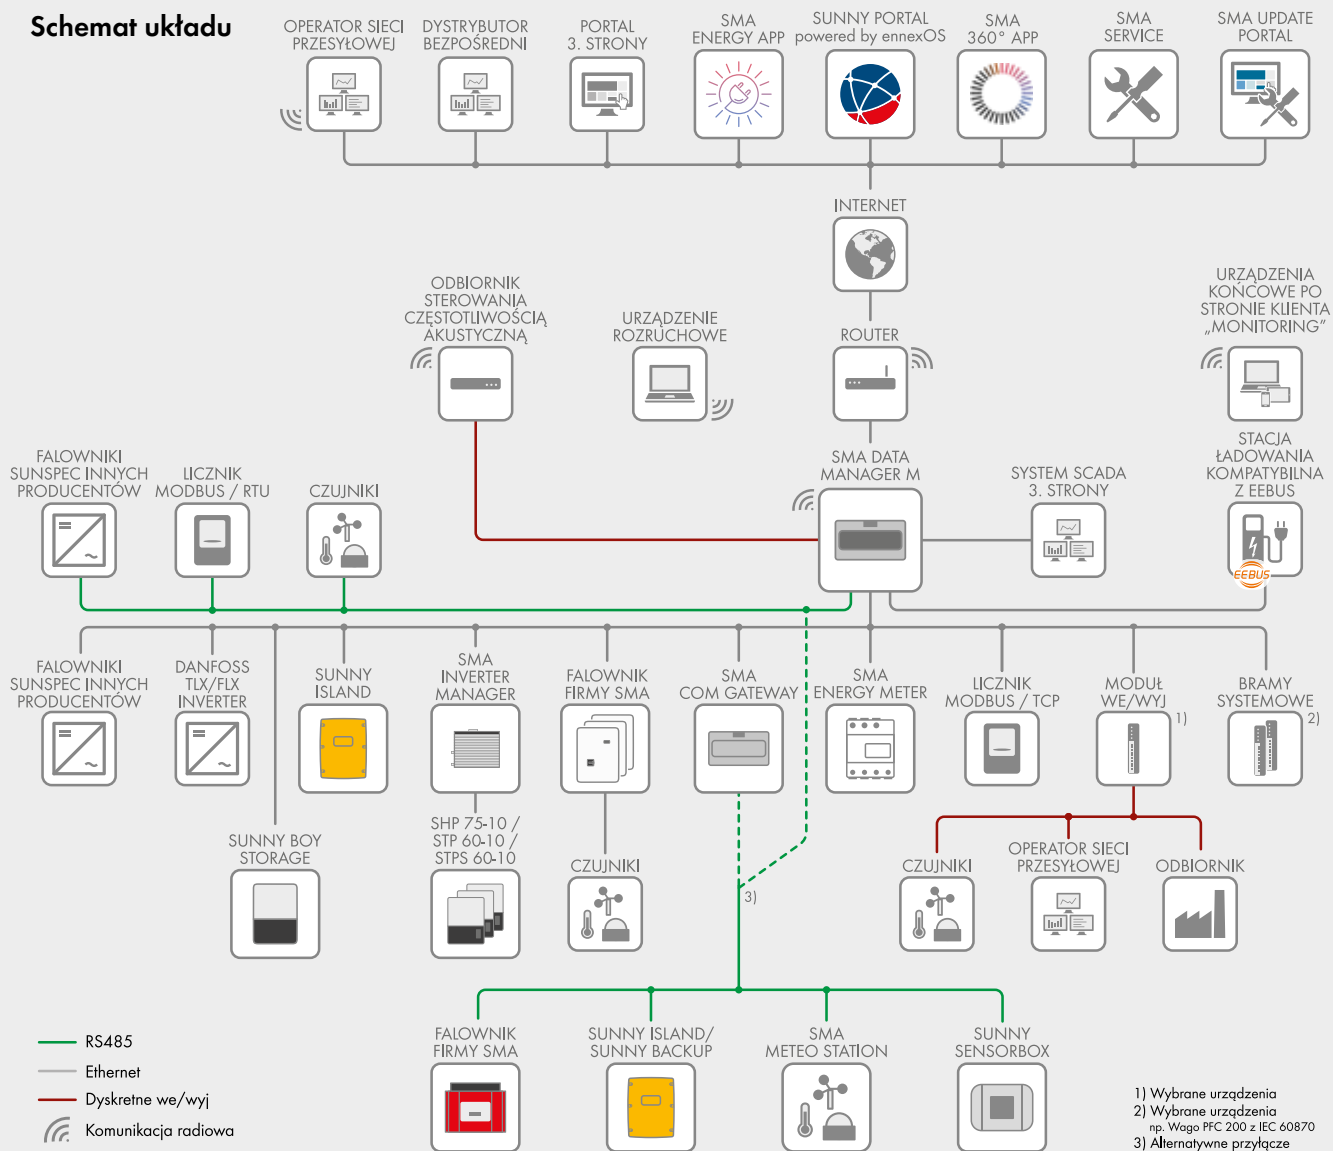 Schemat układu
OPERATOR SIECI
PRZESYŁOWEJ
DYSTRYBUTOR
BEZPOŚREDNI
PORTAL
3. STRONY
SMA
ENERGY APP
SUNNY PORTAL
powered by ennexOS
SMA
360° APP
SMA
SERVICE
SMA UPDATE
PORTAL
INTERNET
ODBIORNIK
STEROWANIA
CZĘSTOTLIWOŚCIĄ
AKUSTYCZNĄ
URZĄDZENIE
ROZRUCHOWE
ROUTER
URZĄDZENIA
KOŃCOWE PO
STRONIE KLIENTA
„MONITORING”
FALOWNIKI
SUNSPEC INNYCH
PRODUCENTÓW
LICZNIK
MODBUS / RTU
CZUJNIKI
SMA DATA
MANAGER M
SYSTEM SCADA
3. STRONY
STACJA
ŁADOWANIA
KOMPATYBILNA
Z EEBUS
EEBUS
FALOWNIKI
SUNSPEC INNYCH
PRODUCENTÓW
DANFOSS
TLX/FLX
INVERTER
SUNNY
ISLAND
SMA
INVERTER
MANAGER
FALOWNIK
FIRMY SMA
SMA
COM GATEWAY
SMA
ENERGY METER
LICZNIK
MODBUS / TCP
MODUŁ
WE/WYJ
1)
BRAMY
SYSTEMOWE
2)
SUNNY BOY
STORAGE
SHP 75-10 /
STP 60-10 /
STPS 60-10
CZUJNIKI
3)
CZUJNIKI
OPERATOR SIECI
PRZESYŁOWEJ
ODBIORNIK
FALOWNIK
FIRMY SMA
SUNNY ISLAND/
SUNNY BACKUP
SMA
METEO STATION
SUNNY
SENSORBOX
RS485
Ethernet
Dyskretne we/wyj
Komunikacja radiowa
1) Wybrane urządzenia
2) Wybrane urządzenia
np. Wago PFC 200 z IEC 60870
3) Alternatywne przyłącze